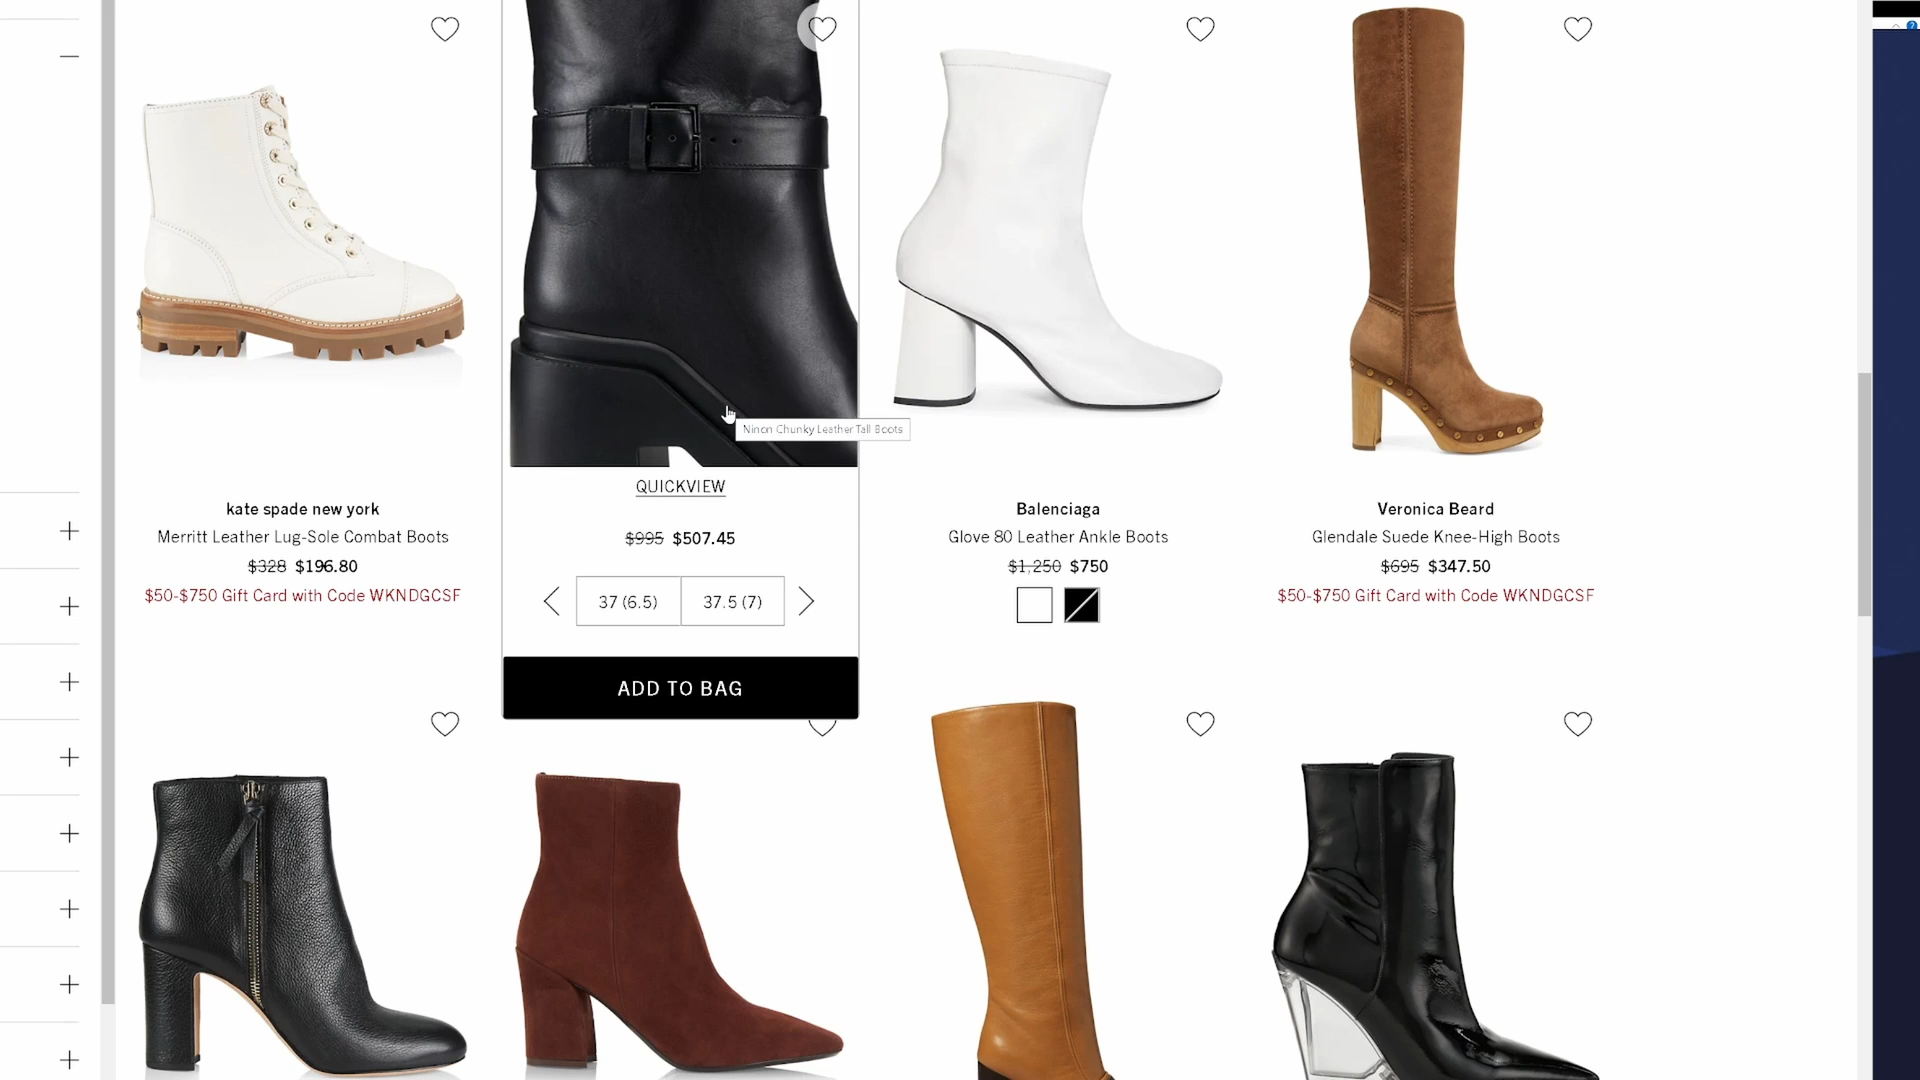 Ninon Chunky Leather Tall Boots
QUICKVIEW
$995 $507.45
37 (6.5) 37.5 (7)
ADD TO BAG
kate spade new york
Merritt Leather Lug-Sole Combat Boots
$328 $196.80
$50-$750 Gift Card with Code WKNDGCSF
Balenciaga
Glove 80 Leather Ankle Boots
$1,250 $750
Veronica Beard
Glendale Suede Knee-High Boots
$695 $347.50
$50-$750 Gift Card with Code WKNDGCSF